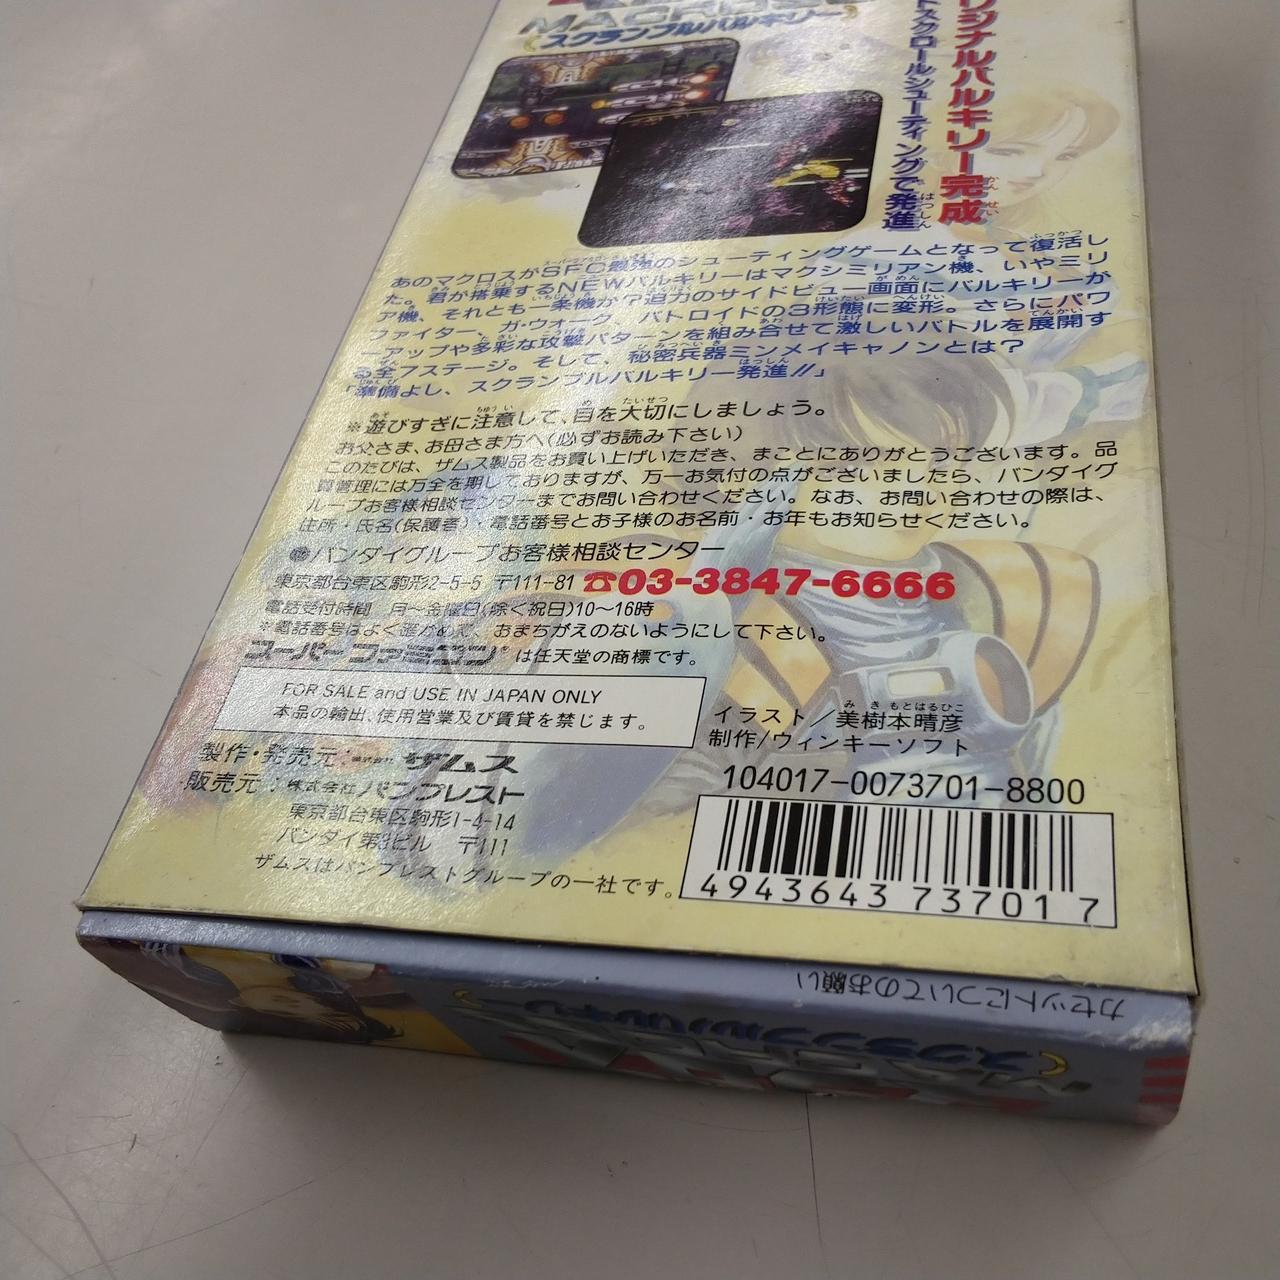 MACROSS
スクランブルバルキリー
リジナルバルキリー完成
トスクロールシューティングで発進
あのマクロスがSFC最強のシューティングゲームとなって復活し
た。君が搭乗するNEWバルキリーはマクシミリアン機、いやミリ
ア機、それとも一条機か?迫力のサイドビュー画面にバルキリーが
ファイター、ガ・ウォーク、バトロイドの3形態に変形。さらにパワ
ーアップや多彩な攻撃パターンを組み合せて激しいバトルを展開す
る全7ステージ。そして、秘密兵器ミンメイキャノンとは?
「準備よし、スクランブルバルキリー発進!!」
※遊びすぎに注意して、目を大切にしましょう。
お父さま、お母さま方へ(必ずお読み下さい)
このたびは、ザムス製品をお買い上げいただき、まことにありがとうございます。品
質管理には万全を期しておりますが、万一お気付の点がございましたら、バンダイグ
ループお客様相談センターまでお問い合わせください。なお、お問い合わせの際は、
住所・氏名(保護者)・電話番号とお子様のお名前・お年もお知らせください。
●バンダイグループお客様相談センター
東京都台東区駒形2-5-5 〒111-81 ☎03-3847-6666
電話受付時間 月~金曜日(除く祝日)10~16時
※電話番号はよく確かめて、おまちがえのないようにして下さい。
スーパーファミコン は任天堂の商標です。
FOR SALE and USE IN JAPAN ONLY
本品の輸出、使用営業及び賃貸を禁じます。
イラスト/美樹本晴彦
制作/ウィンキーソフト
製作・発売元:株式会社 ザムス
販売元:株式会社バンプレスト
東京都台東区駒形1-4-14
バンダイ第3ビル 〒111
ザムスはバンプレストグループの一社です。
104017-0073701-8800
4943643737017
カセットについてのお願い
スクランブルバルキリー
MACROSS